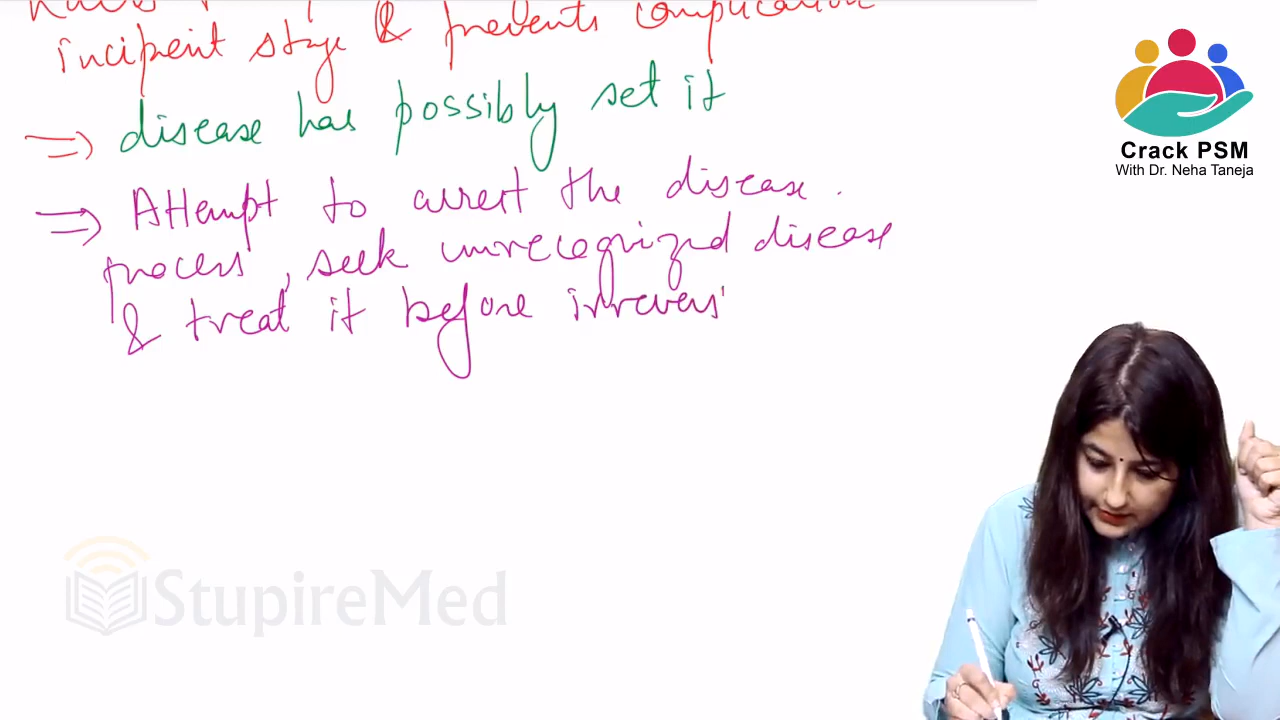 incipient stage & prevents complication
⇒ disease has possibly set it
⇒ Attempt to arrest the disease.
process, seek unrecognized disease
& treat it before irrevers
Crack PSM
With Dr. Neha Taneja
StupireMed